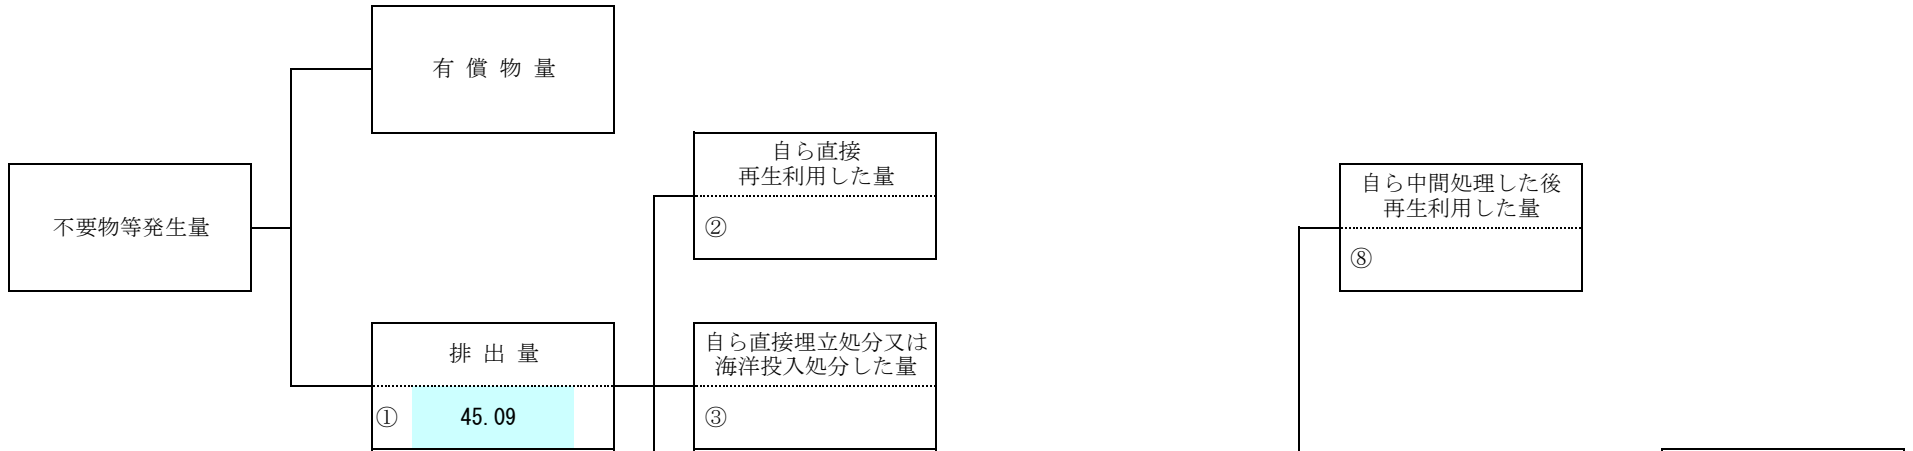 有 償 物 量
自ら直接
再生利用した量
②
自ら中間処理した後
再生利用した量
⑧
不要物等発生量
排 出 量
① 45.09
自ら直接埋立処分又は
海洋投入処分した量
③